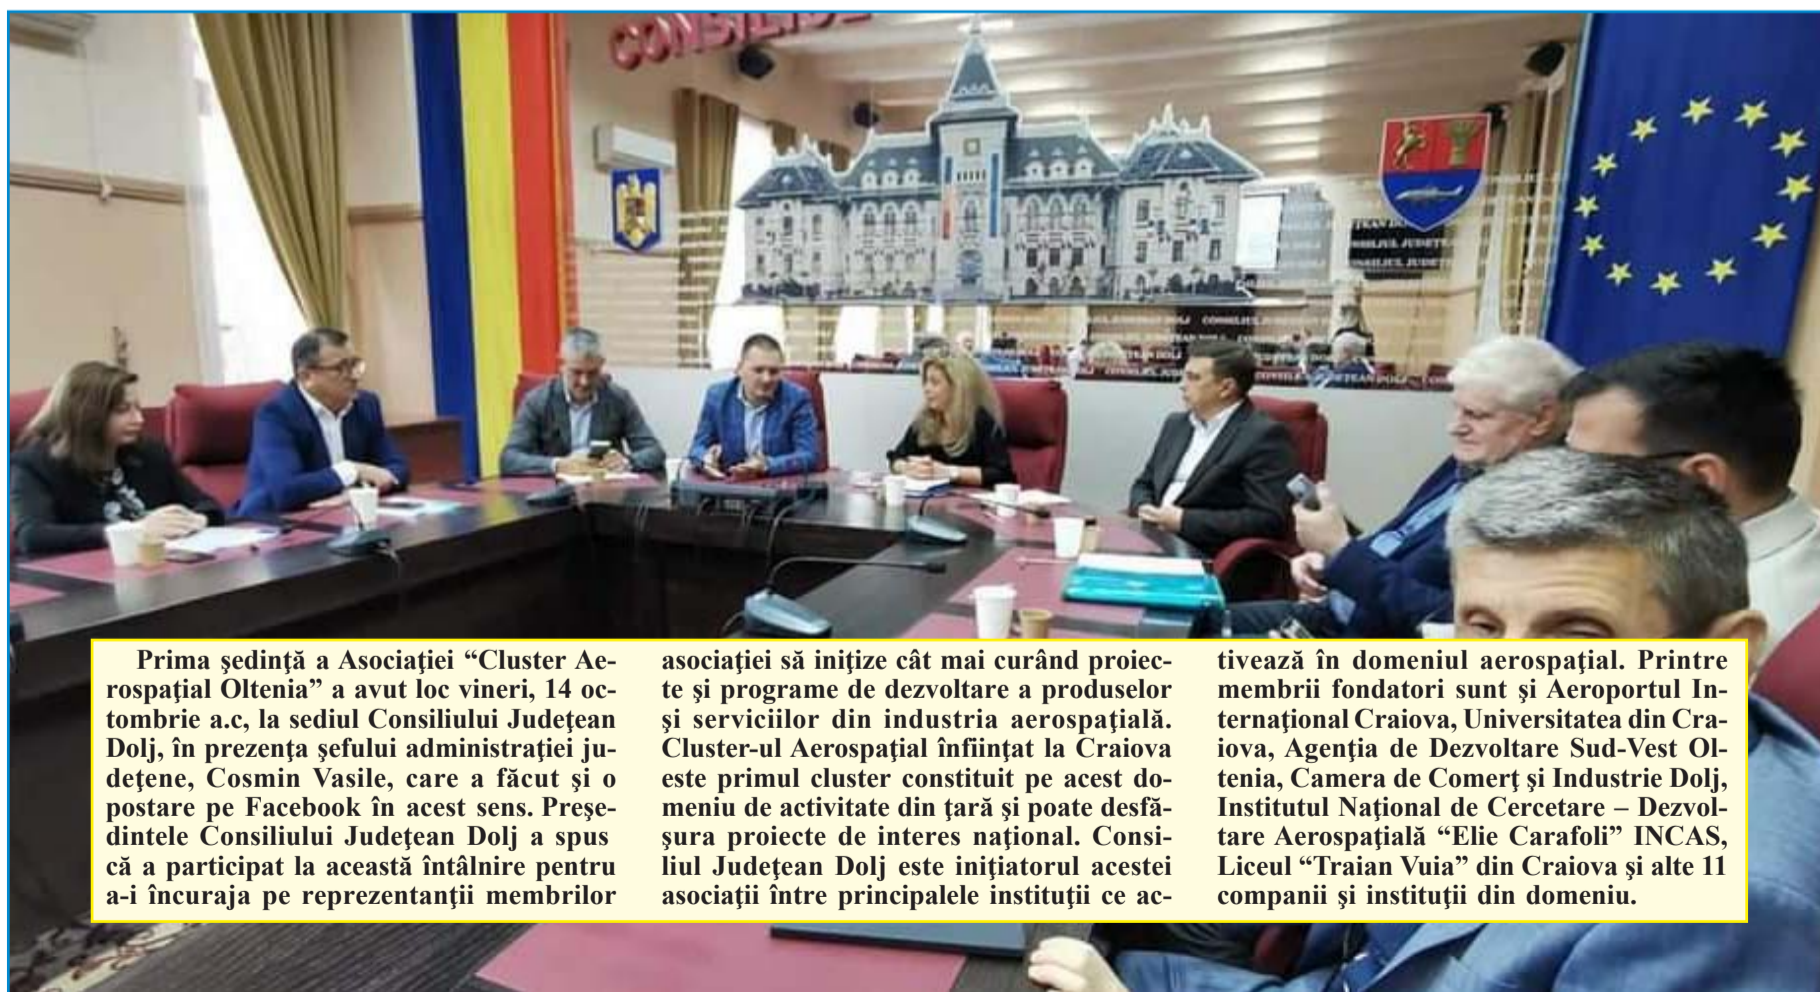 CONSILIUL
Prima şedinţă a Asociaţiei “Cluster Ae-
rospaţial Oltenia” a avut loc vineri, 14 oc-
tombrie a.c, la sediul Consiliului Judeţean
Dolj, în prezenţa şefului administraţiei ju-
deţene, Cosmin Vasile, care a făcut şi o
postare pe Facebook în acest sens. Preşe-
dintele Consiliului Judeţean Dolj a spus
că a participat la această întâlnire pentru
a-i încuraja pe reprezentanţii membrilor
asociaţiei să iniţize cât mai curând proiec-
te şi programe de dezvoltare a produselor
şi serviciilor din industria aerospaţială.
Cluster-ul Aerospaţial înfiinţat la Craiova
este primul cluster constituit pe acest do-
meniu de activitate din ţară şi poate desfă-
şura proiecte de interes naţional. Consi-
liul Judeţean Dolj este iniţiatorul acestei
asociaţii între principalele instituţii ce ac-
tivează în domeniul aerospaţial. Printre
membrii fondatori sunt şi Aeroportul In-
ternaţional Craiova, Universitatea din Cra-
iova, Agenţia de Dezvoltare Sud-Vest Ol-
tenia, Camera de Comerţ şi Industrie Dolj,
Institutul Naţional de Cercetare – Dezvol-
tare Aerospaţială “Elie Carafoli” INCAS,
Liceul “Traian Vuia” din Craiova şi alte 11
companii şi instituţii din domeniu.